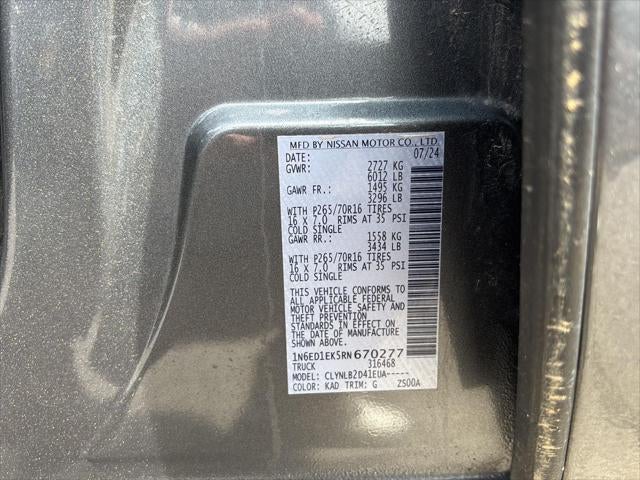 MFD BY NISSAN MOTOR CO., LTD.
DATE: 07/24
GVWR: 2727 KG
6012 LB
GAWR FR.: 1495 KG
3296 LB
WITH P265/70R16 TIRES
16 X 7.0 RIMS AT 35 PSI
COLD SINGLE
GAWR RR.: 1558 KG
3434 LB
WITH P265/70R16 TIRES
16 X 7.0 RIMS AT 35 PSI
COLD SINGLE
THIS VEHICLE CONFORMS TO
ALL APPLICABLE FEDERAL
MOTOR VEHICLE SAFETY AND
THEFT PREVENTION
STANDARDS IN EFFECT ON
THE DATE OF MANUFACTURE
SHOWN ABOVE.
1N6ED1EK5RN670277
TRUCK 316468
MODEL: CLYNLB2D41EUA-----
COLOR: KAD TRIM: G ZS00A